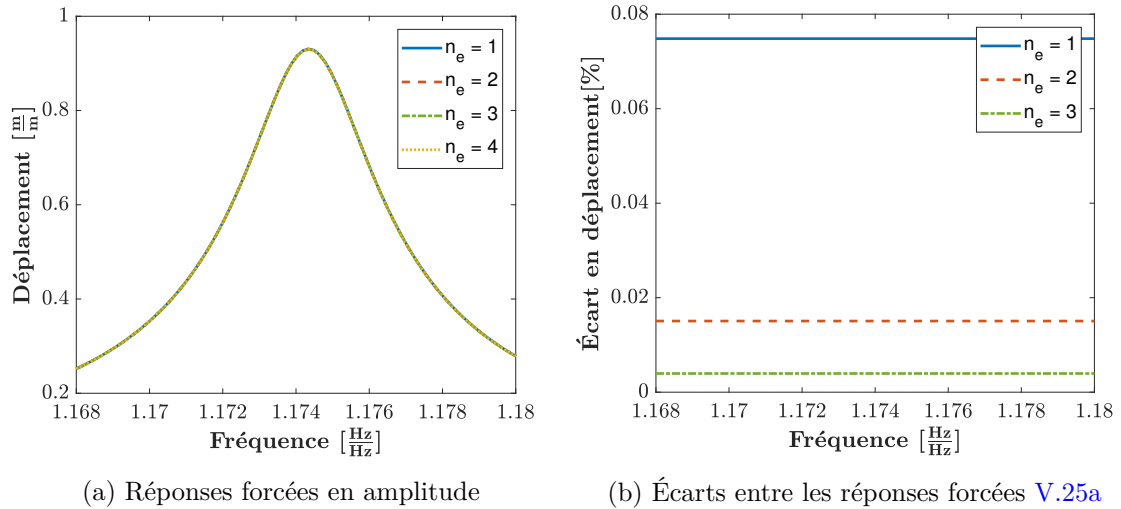 1
0.8
0.6
0.4
0.2
Déplacement [m/m]
1.168 1.17 1.172 1.174 1.176 1.178 1.18
Fréquence [Hz/Hz]
n_e = 1
n_e = 2
n_e = 3
n_e = 4
(a) Réponses forcées en amplitude
0.08
0.06
0.04
0.02
0
Écart en déplacement[%]
1.168 1.17 1.172 1.174 1.176 1.178 1.18
Fréquence [Hz/Hz]
n_e = 1
n_e = 2
n_e = 3
(b) Écarts entre les réponses forcées V.25a